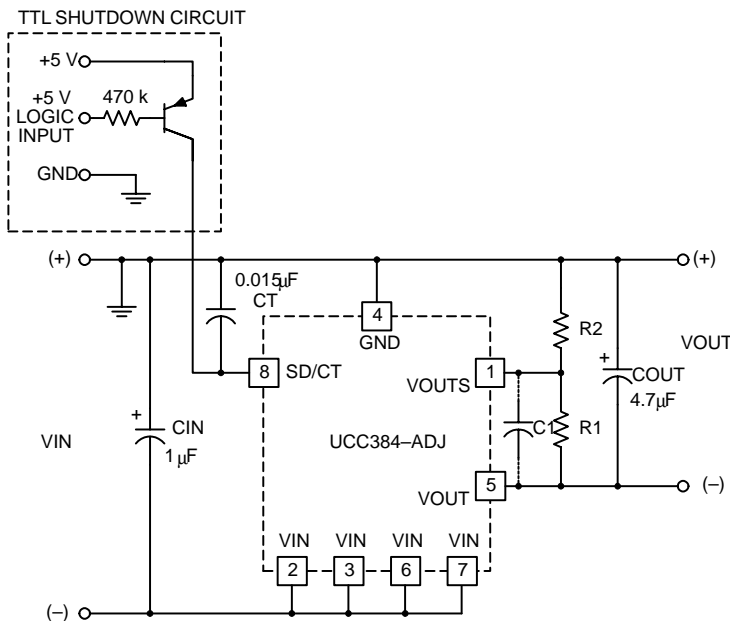 TTL SHUTDOWN CIRCUIT
+5 V
+5 V
LOGIC
INPUT
470 k
GND
(+)
(+)
0.015µF
CT
4
GND
R2
VOUT
8
SD/CT
1
VOUTS
+
COUT
4.7µF
+
CIN
1 µF
VIN
UCC384–ADJ
C1
R1
5
VOUT
(–)
VIN
VIN
VIN
VIN
2
3
6
7
(–)